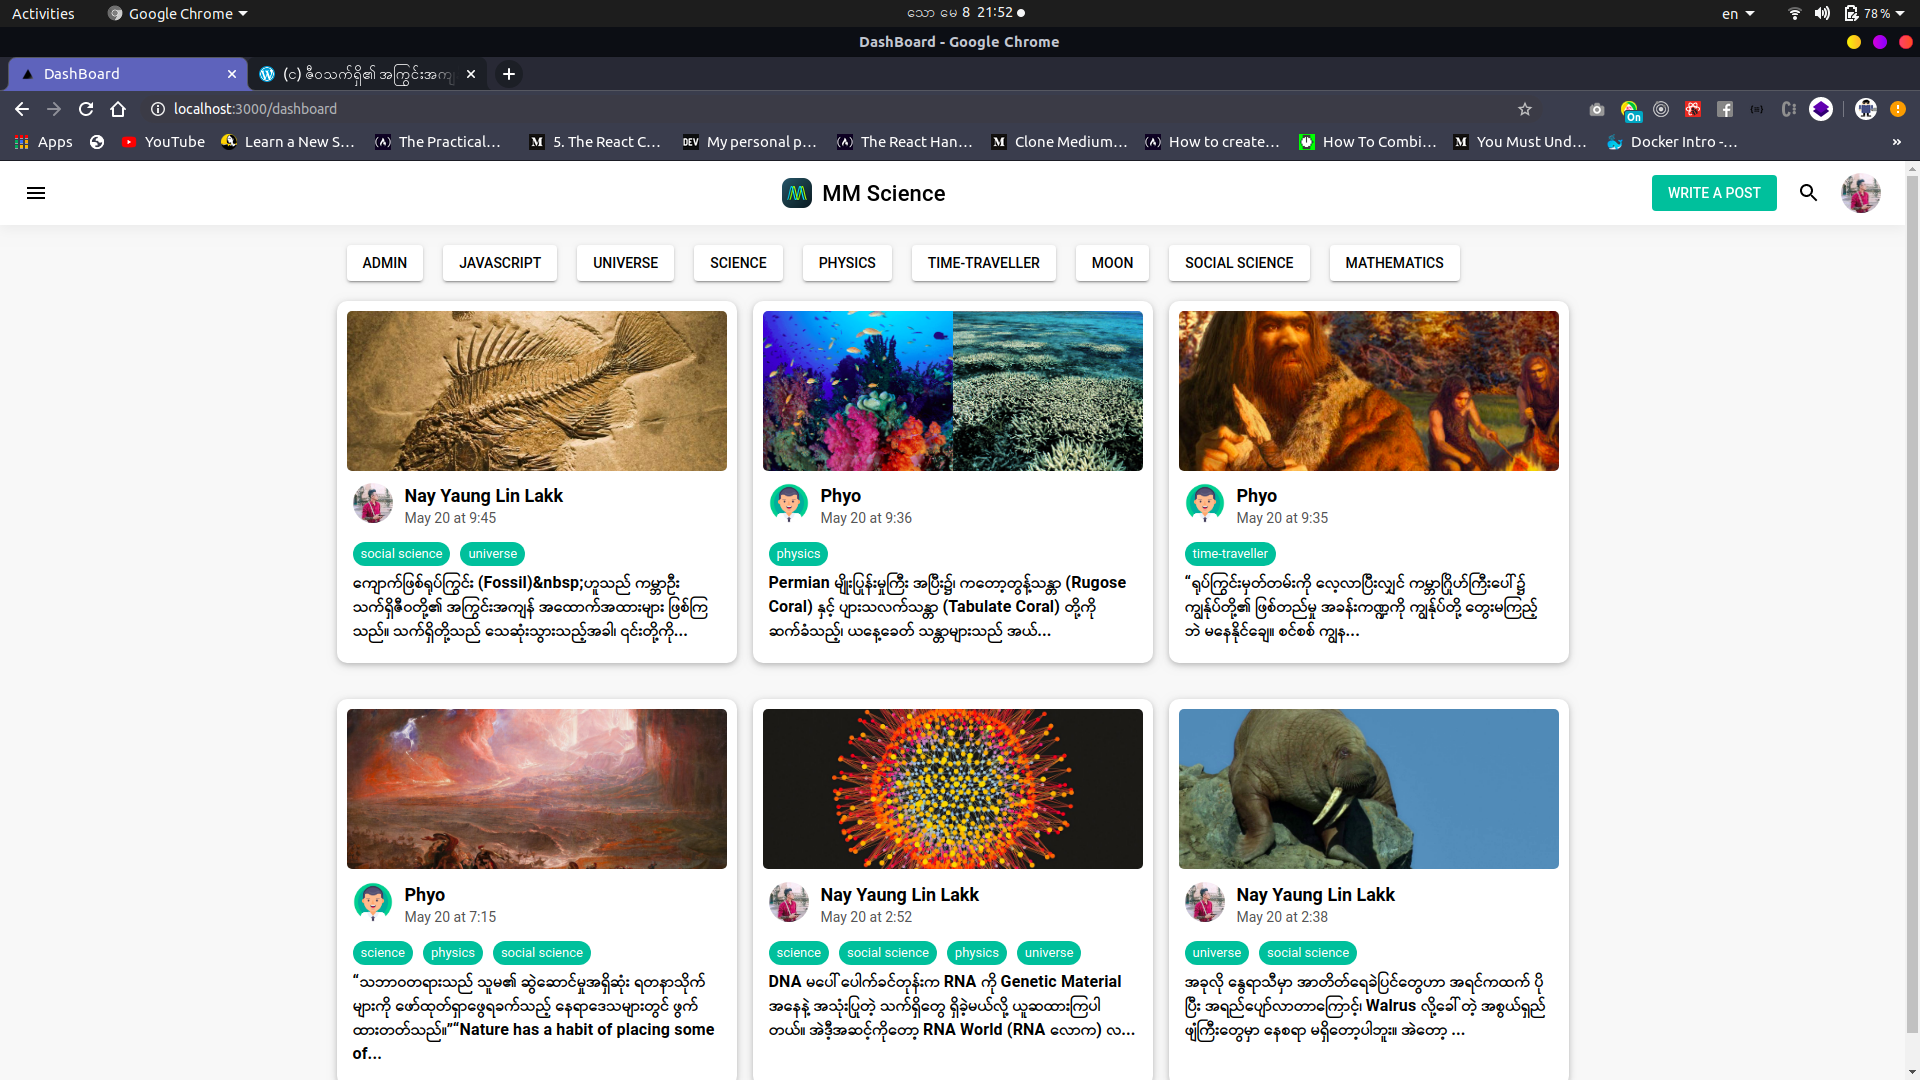 Activities
Google Chrome
သော မေ 8 21:52
en
78 %
DashBoard - Google Chrome
DashBoard
(င) ဇီဝသက်ရှိ၏ အကြွင်းအကျ
localhost:3000/dashboard
On
Apps
YouTube
Learn a New S...
The Practical...
5. The React C...
DEV
My personal p...
The React Han...
Clone Medium...
How to create...
How To Combi...
You Must Und...
Docker Intro -...
MM Science
WRITE A POST
ADMIN
JAVASCRIPT
UNIVERSE
SCIENCE
PHYSICS
TIME-TRAVELLER
MOON
SOCIAL SCIENCE
MATHEMATICS
Nay Yaung Lin Lakk
May 20 at 9:45
social science universe
ကျောက်ဖြစ်ရုပ်ကြွင်း (Fossil)&nbsp;ဟူသည် ကမ္ဘာဦး
သက်ရှိဇီဝတို့၏ အကြွင်းအကျန် အထောက်အထားများ ဖြစ်ကြ
သည်။ သက်ရှိတို့သည် သေဆုံးသွားသည့်အခါ၊ ၎င်းတို့ကို...
Phyo
May 20 at 9:36
physics
Permian မျိုးပြုန်းမှုကြီး အပြီး၌၊ ကတော့တွန့်သန္တာ (Rugose
Coral) နှင့် ပျားသလက်သန္တာ (Tabulate Coral) တို့ကို
ဆက်ခံသည့်၊ ယနေ့ခေတ် သန္တာများသည် အယ်...
Phyo
May 20 at 9:35
time-traveller
“ရုပ်ကြွင်းမှတ်တမ်းကို လေ့လာပြီးလျှင် ကမ္ဘာဂြိုဟ်ကြီးပေါ်၌
ကျွန်ုပ်တို့၏ ဖြစ်တည်မှု အခန်းကဏ္ဍကို ကျွန်ုပ်တို့ တွေးမကြည့်
ဘဲ မနေနိုင်ချေ။ စင်စစ် ကျွန...
Phyo
May 20 at 7:15
science physics social science
“သဘာဝတရားသည် သူမ၏ ဆွဲဆောင်မှုအရှိဆုံး ရတနာသိုက်
များကို ဖော်ထုတ်ရှာဖွေရခက်သည့် နေရာဒေသများတွင် ဖွက်
ထားတတ်သည်။”“Nature has a habit of placing some
of...
Nay Yaung Lin Lakk
May 20 at 2:52
science social science physics universe
DNA မပေါ်ပေါက်ခင်တုန်းက RNA ကို Genetic Material
အနေနဲ့ အသုံးပြုတဲ့ သက်ရှိတွေ ရှိခဲ့မယ်လို့ ယူဆထားကြပါ
တယ်။ အဲဒီ့အဆင့်ကိုတော့ RNA World (RNA လောက) လ...
Nay Yaung Lin Lakk
May 20 at 2:38
universe social science
အခုလို နွေရာသီမှာ အာတိတ်ရေခဲပြင်တွေဟာ အရင်ကထက် ပို
ပြီး အရည်ပျော်လာတာကြောင့်၊ Walrus လို့ခေါ်တဲ့ အစွယ်ရှည်
ဖျံကြီးတွေမှာ နေစရာ မရှိတော့ပါဘူး။ အဲတော့ ...